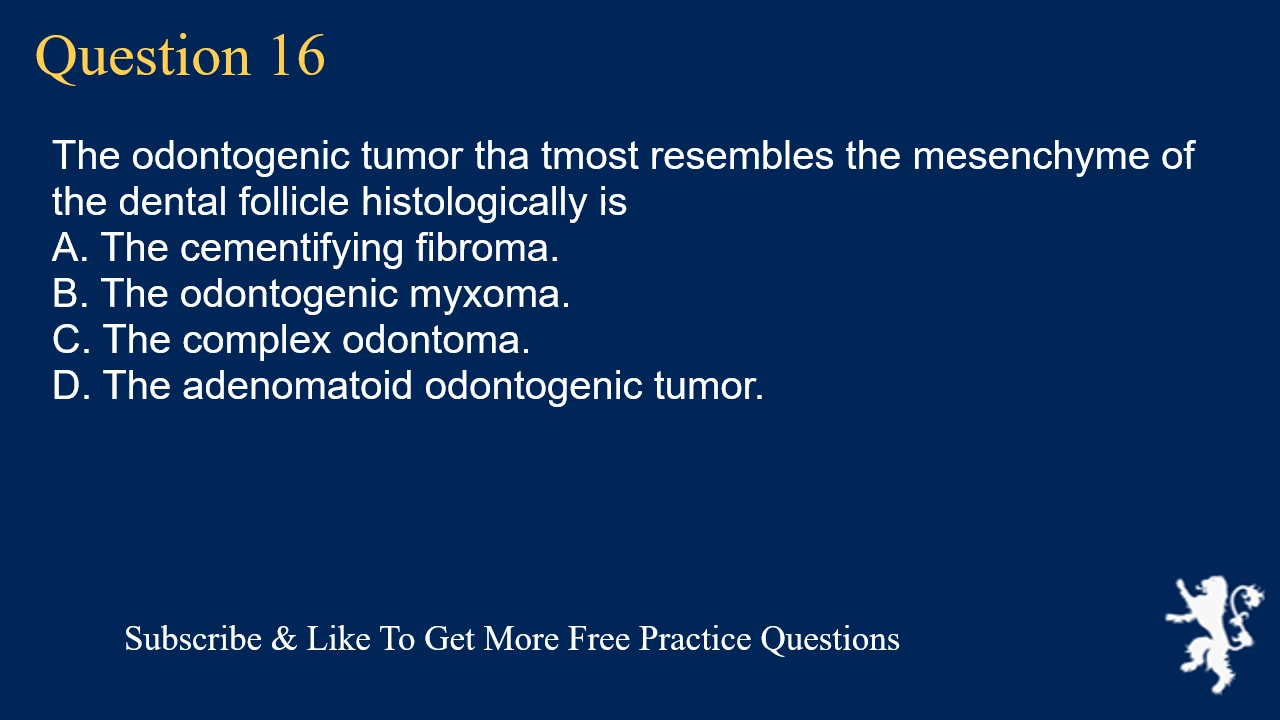 Question 16
The odontogenic tumor tha tmost resembles the mesenchyme of
the dental follicle histologically is
A. The cementifying fibroma.
B. The odontogenic myxoma.
C. The complex odontoma.
D. The adenomatoid odontogenic tumor.
Subscribe & Like To Get More Free Practice Questions